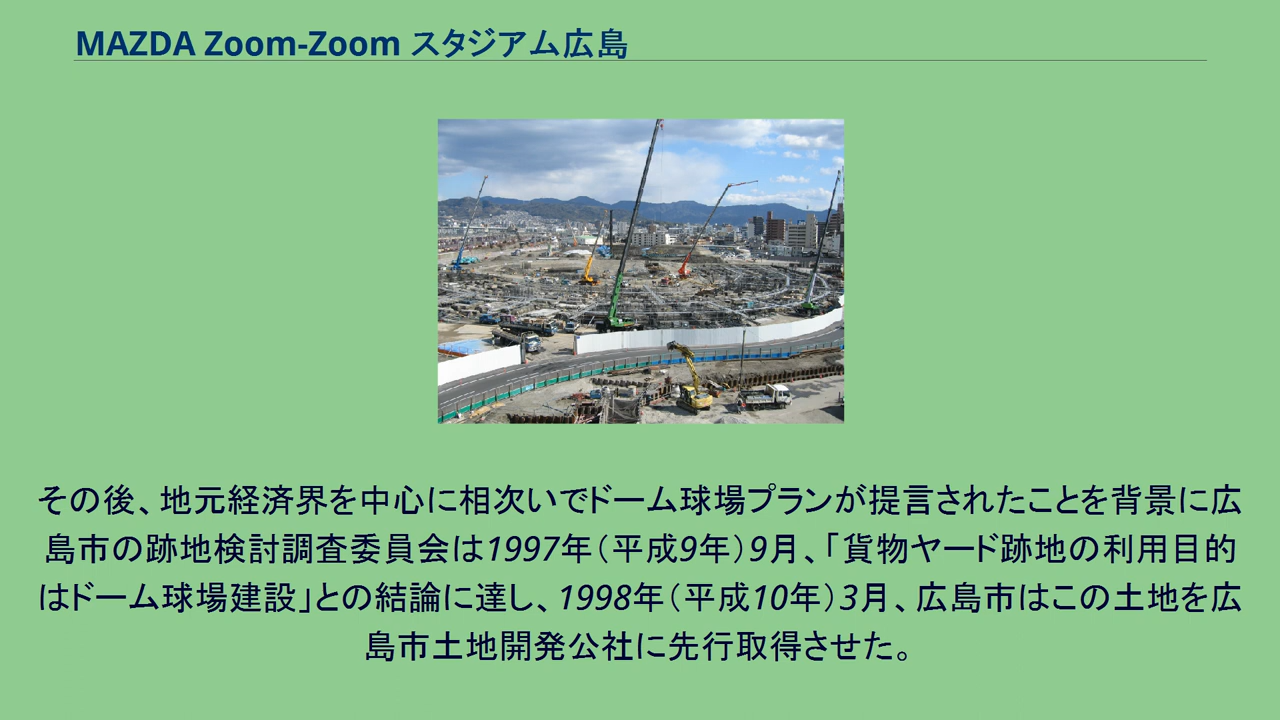 MAZDA Zoom-Zoom スタジアム広島
その後、地元経済界を中心に相次いでドーム球場プランが提言されたことを背景に広
島市の跡地検討調査委員会は1997年（平成9年）9月、「貨物ヤード跡地の利用目的
はドーム球場建設」との結論に達し、1998年（平成10年）3月、広島市はこの土地を広
島市土地開発公社に先行取得させた。